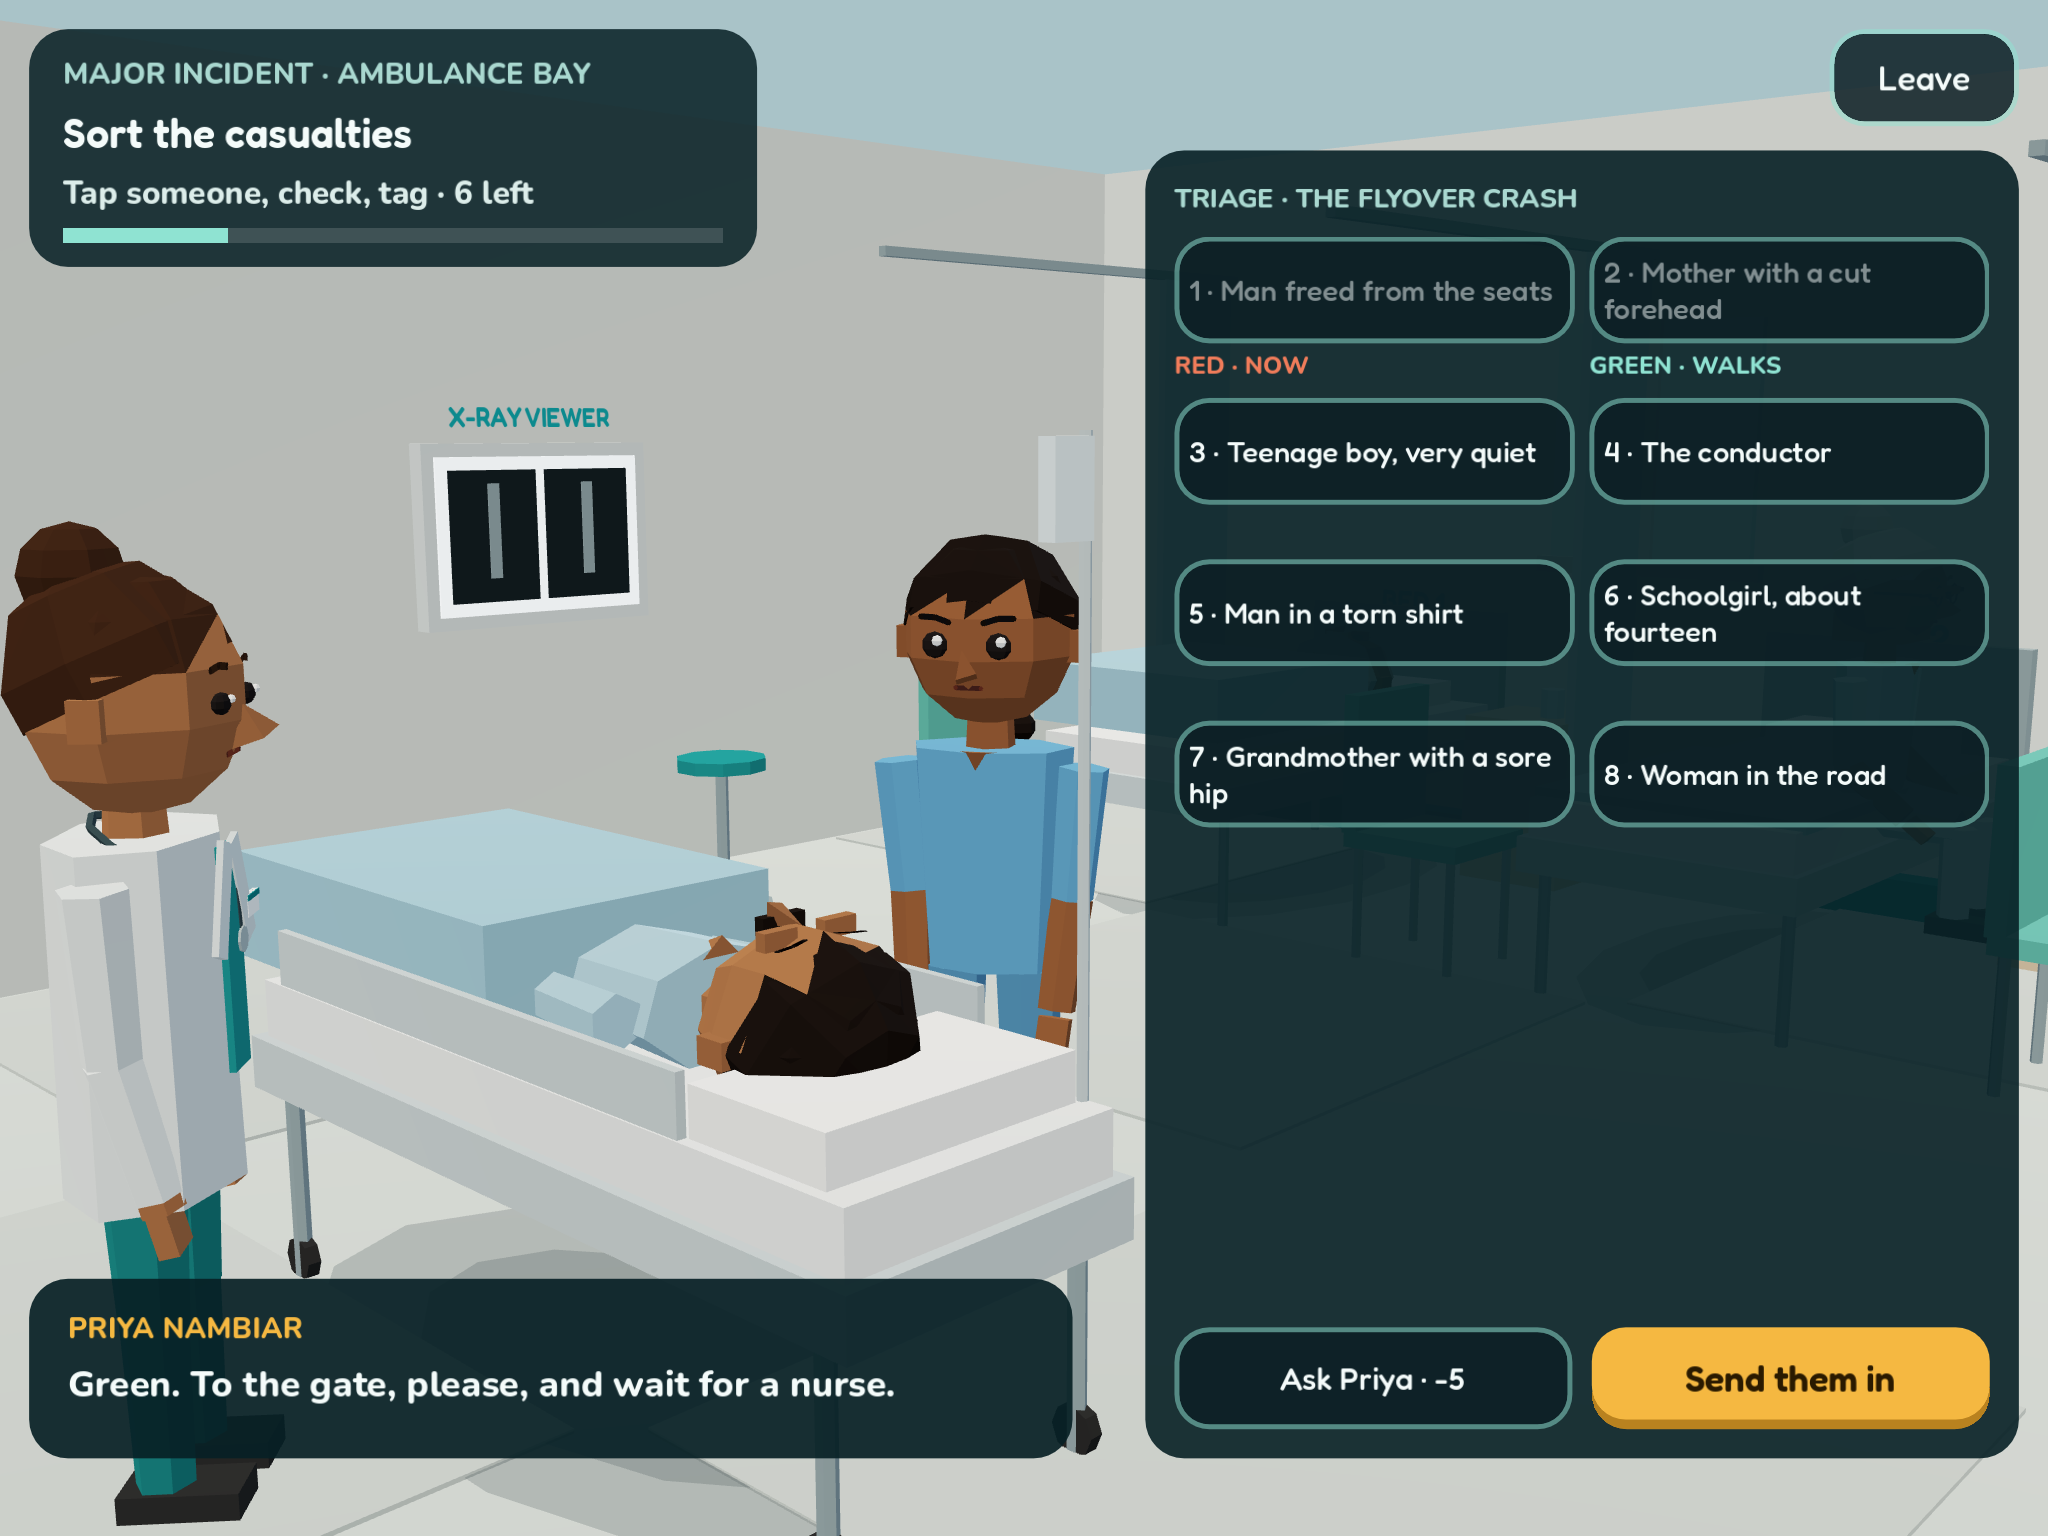 MAJOR INCIDENT · AMBULANCE BAY
Sort the casualties
Tap someone, check, tag · 6 left
Leave
TRIAGE · THE FLYOVER CRASH
1 · Man freed from the seats
2 · Mother with a cut
forehead
RED · NOW
GREEN · WALKS
3 · Teenage boy, very quiet
4 · The conductor
5 · Man in a torn shirt
6 · Schoolgirl, about
fourteen
7 · Grandmother with a sore
hip
8 · Woman in the road
X-RAY VIEWER
PRIYA NAMBIAR
Green. To the gate, please, and wait for a nurse.
Ask Priya · -5
Send them in